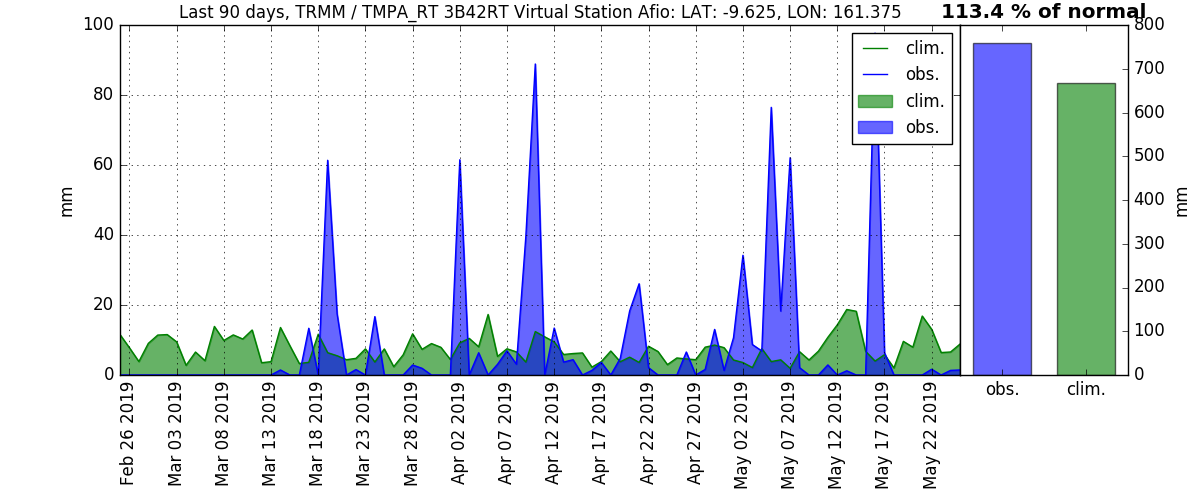 Last 90 days, TRMM / TMPA_RT 3B42RT Virtual Station Afio: LAT: -9.625, LON: 161.375
113.4 % of normal
100
80
60
40
20
0
mm
clim.
obs.
clim.
obs.
800
700
600
500
400
300
200
100
0
mm
Feb 26 2019
Mar 03 2019
Mar 08 2019
Mar 13 2019
Mar 18 2019
Mar 23 2019
Mar 28 2019
Apr 02 2019
Apr 07 2019
Apr 12 2019
Apr 17 2019
Apr 22 2019
Apr 27 2019
May 02 2019
May 07 2019
May 12 2019
May 17 2019
May 22 2019
obs.
clim.